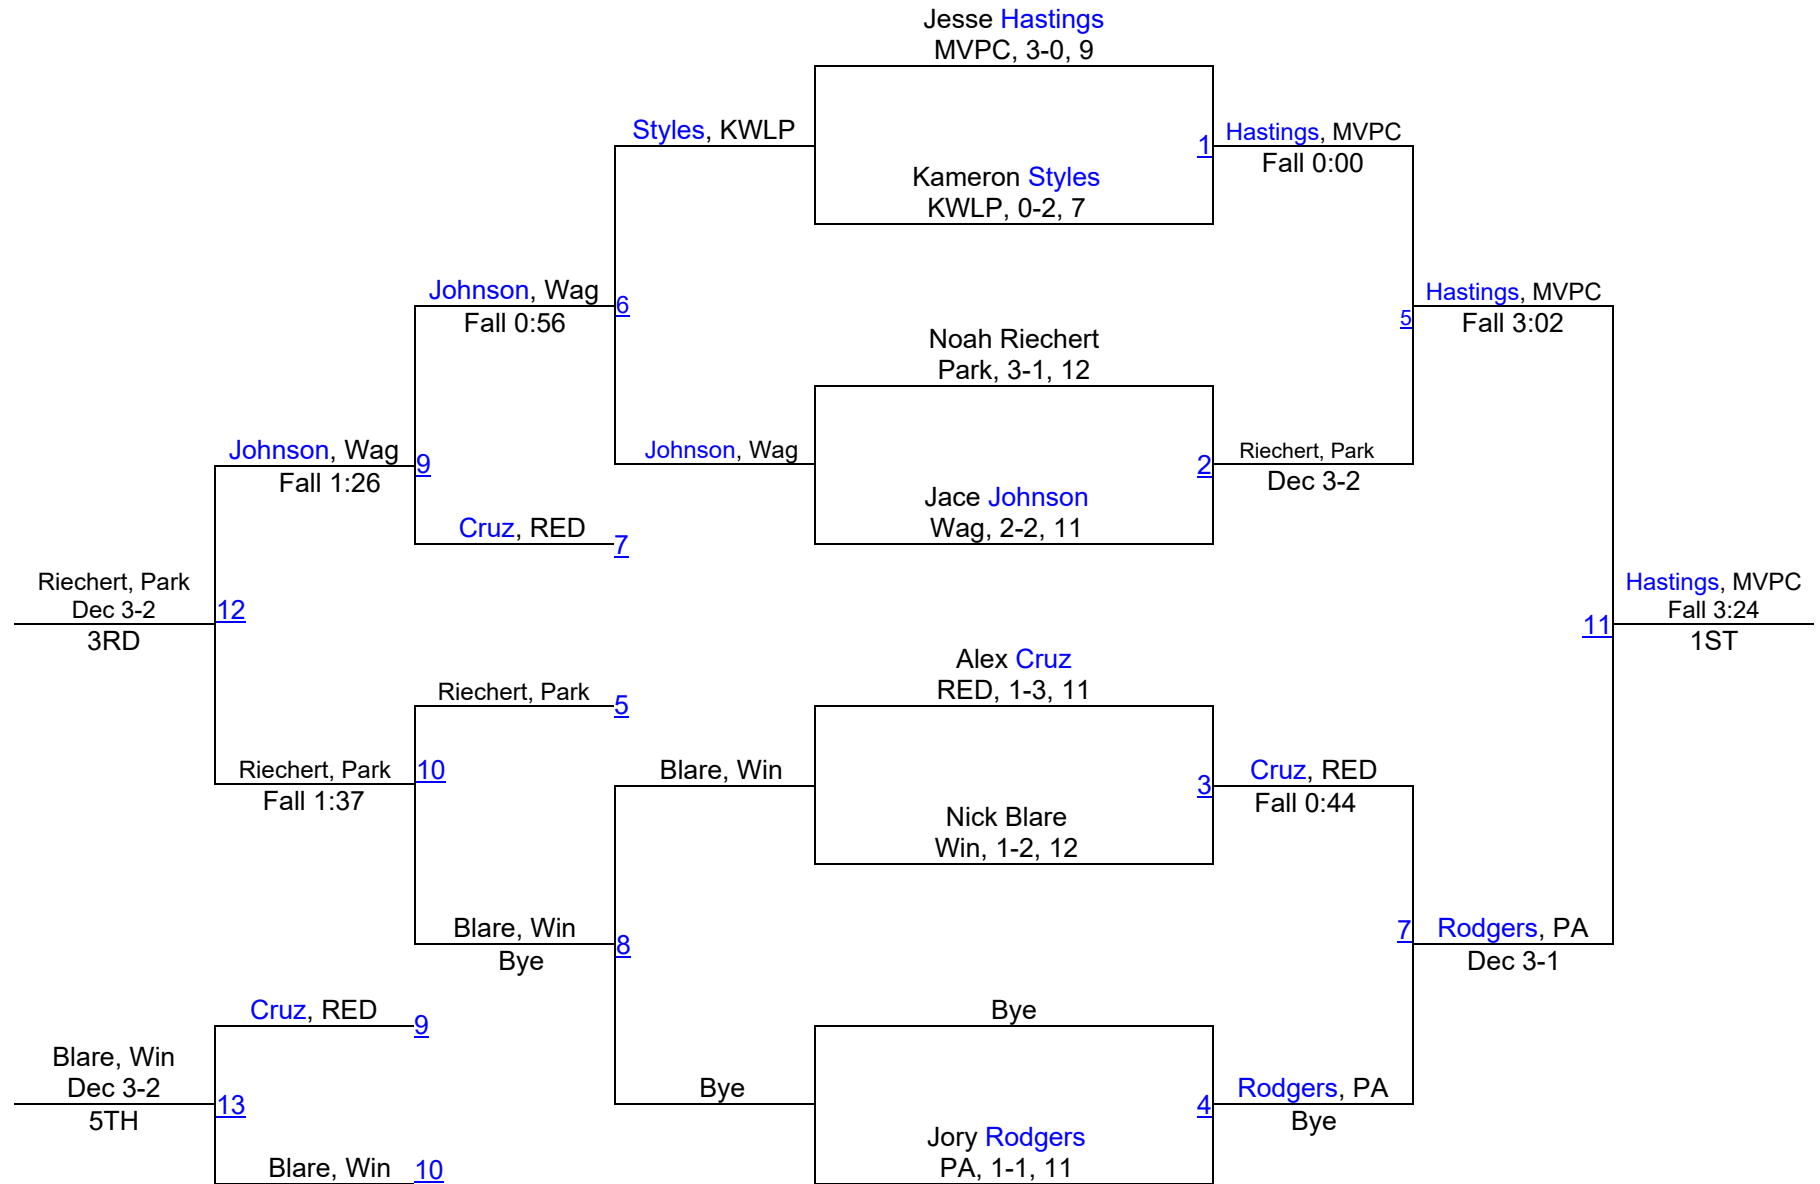 Jesse Hastings
MVPC, 3-0, 9
Styles, KWLP
1
Hastings, MVPC
Fall 0:00
Kameron Styles
KWLP, 0-2, 7
Johnson, Wag
Fall 0:56
6
Hastings, MVPC
Fall 3:02
5
Noah Riechert
Park, 3-1, 12
Johnson, Wag
Fall 1:26
9
Johnson, Wag
2
Riechert, Park
Dec 3-2
Jace Johnson
Wag, 2-2, 11
Cruz, RED
7
Riechert, Park
Dec 3-2
3RD
12
Hastings, MVPC
Fall 3:24
1ST
11
Alex Cruz
RED, 1-3, 11
Riechert, Park
5
Riechert, Park
Fall 1:37
10
Blare, Win
3
Cruz, RED
Fall 0:44
Nick Blare
Win, 1-2, 12
Blare, Win
Bye
8
7
Rodgers, PA
Dec 3-1
Cruz, RED
9
Bye
Blare, Win
Dec 3-2
5TH
13
Bye
4
Rodgers, PA
Bye
Jory Rodgers
PA, 1-1, 11
Blare, Win
10